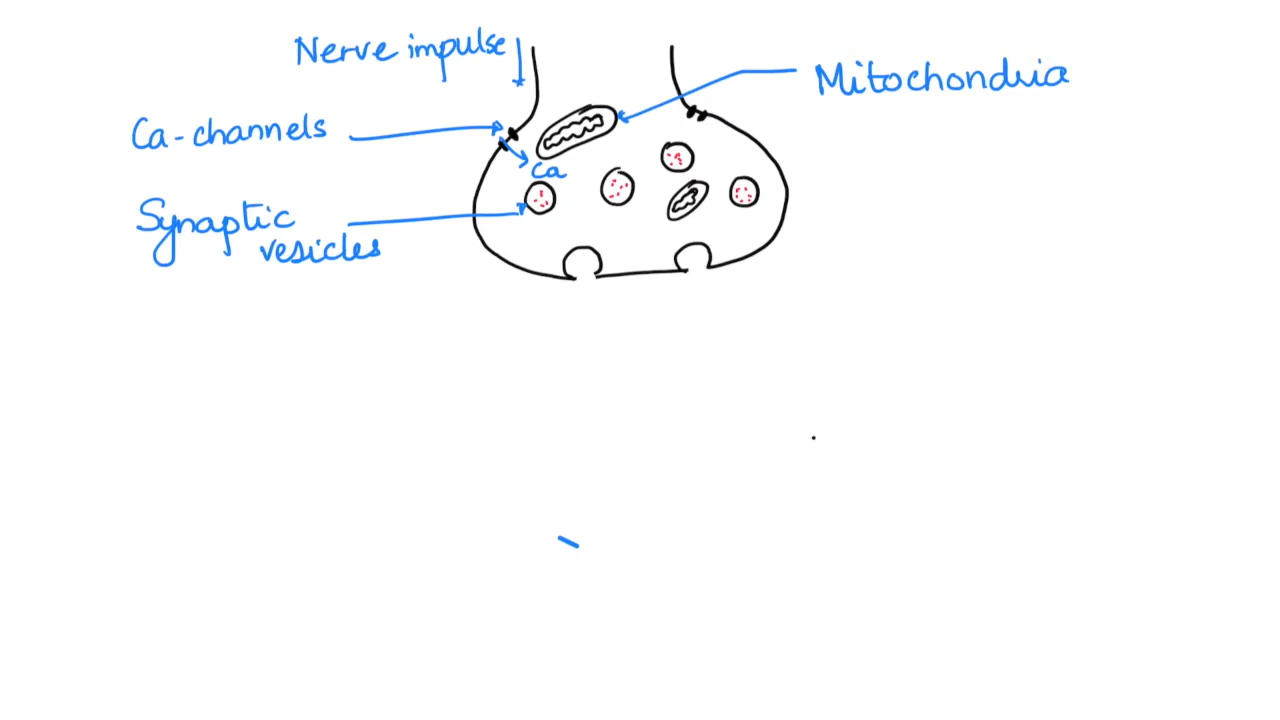 Nerve impulse
Mitochondria
Ca-channels
Ca
Synaptic
vesicles